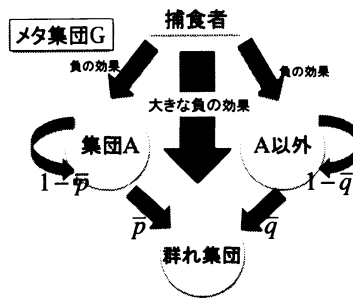 捕食者
メタ集団G
負の効果
負の効果
大きな負の効果
集団A
A以外
1-p̅
1-q̅
p̅
q̅
群れ集団